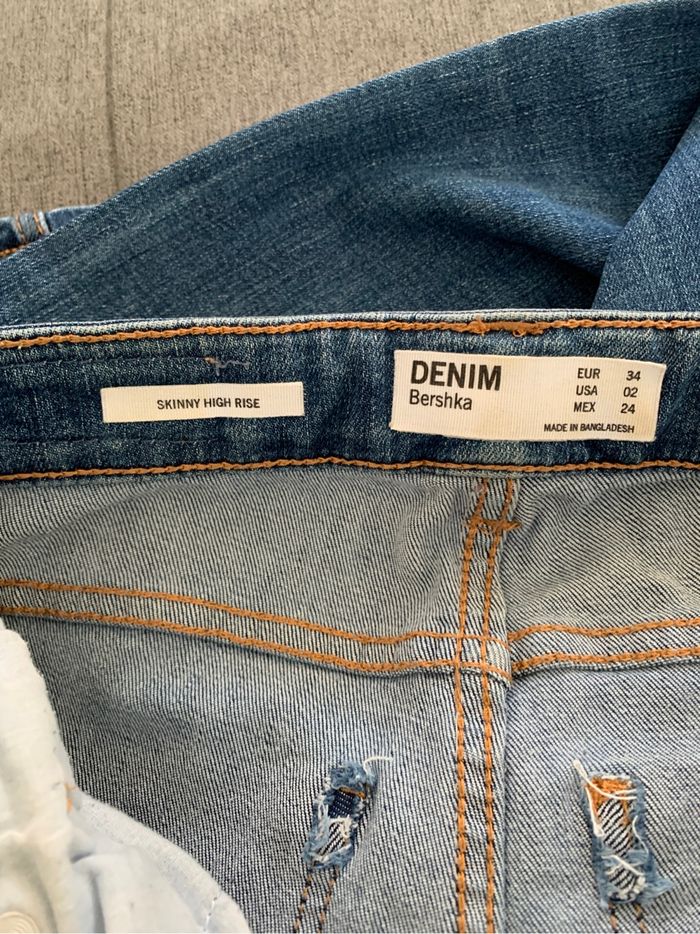 SKINNY HIGH RISE
DENIM
Bershka
EUR 34
USA 02
MEX 24
MADE IN BANGLADESH